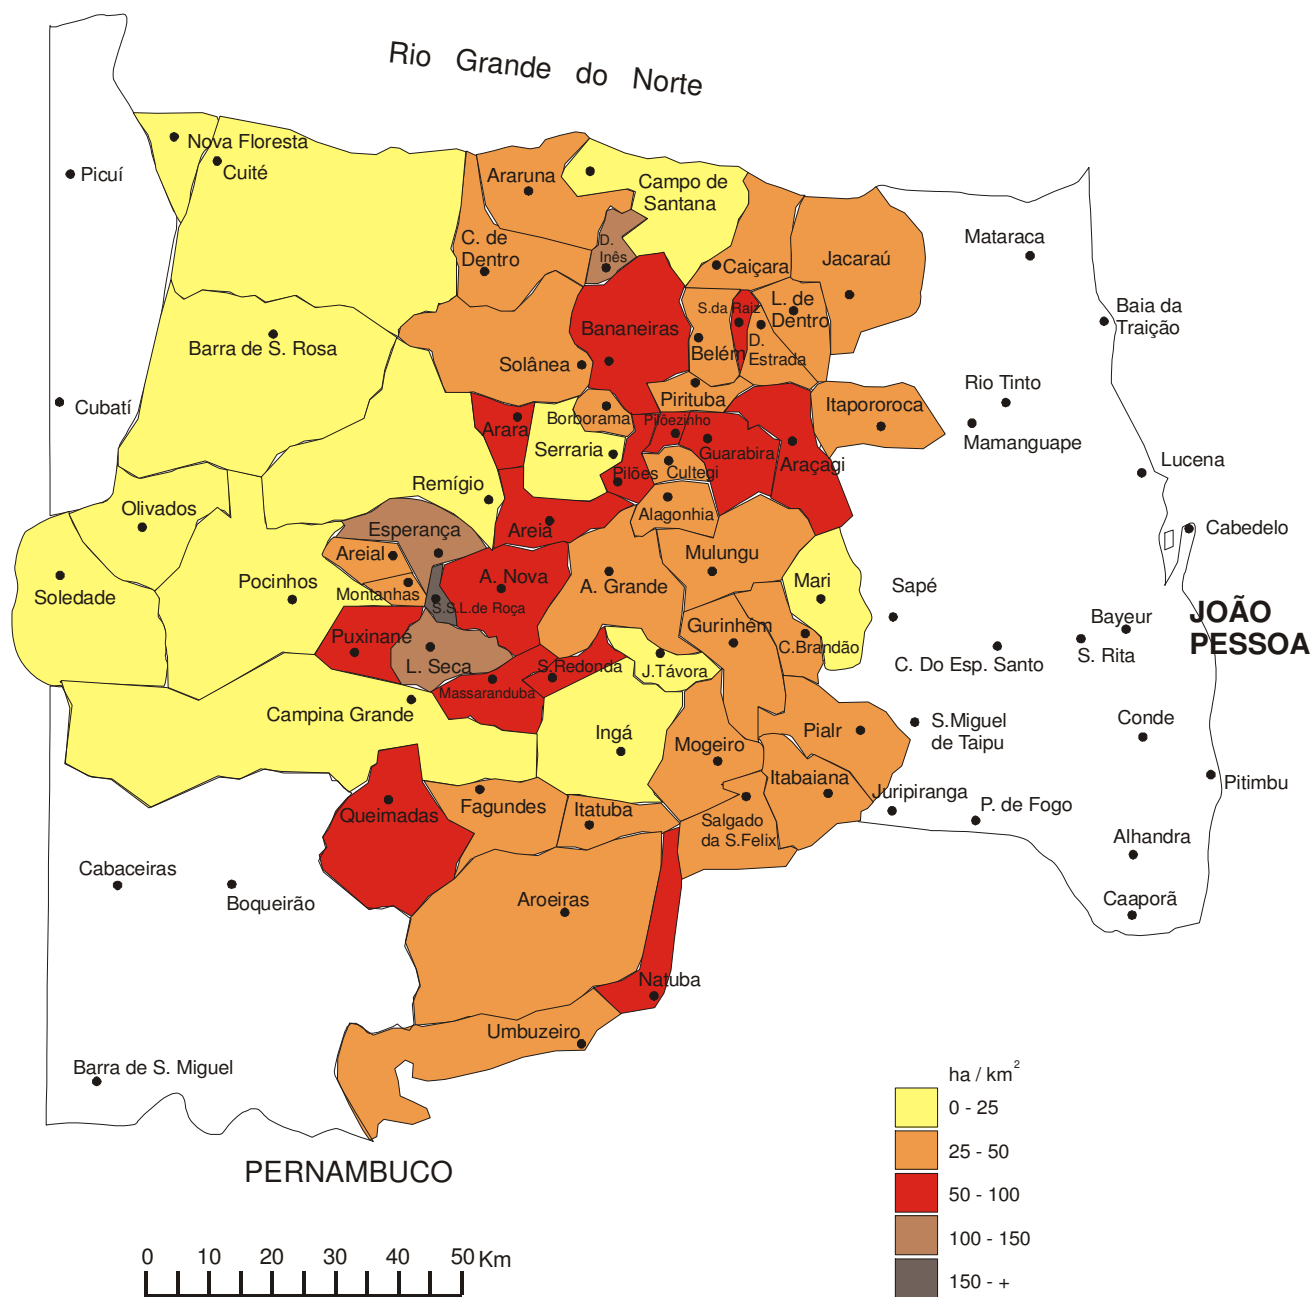 Rio Grande do Norte
Nova Floresta
Cuité
Picuí
Araruna
Campo de
Santana
C. de
Dentro
D.
Inês
Caiçara
Jacaraú
Mataraca
Baia da
Traição
Barra de S. Rosa
Solânea
Bananeiras
S.da Raiz
L. de
Dentro
Belém
D.
Estrada
Cubatí
Arara
Borborama
Pirituba
Itapororoca
Rio Tinto
Mamanguape
Serraria
Pilõezinho
Guarabira
Araçagi
Pilões
Cultegi
Lucena
Remígio
Olivados
Esperança
Areia
Alagonhia
Cabedelo
Areial
Montanhas
A. Nova
S.S.L.de Roça
A. Grande
Mulungu
Mari
Sapé
Soledade
Pocinhos
Puxinanê
L. Seca
Massaranduba
S.Redonda
J.Távora
Gurinhém
C.Brandão
C. Do Esp. Santo
Bayeur
S. Rita
JOÃO
PESSOA
Campina Grande
Ingá
Mogeiro
Pialr
S.Miguel
de Taipu
Conde
Pitimbu
Queimadas
Fagundes
Itatuba
Salgado
da S.Felix
Itabaiana
Juripiranga
P. de Fogo
Alhandra
Caaporã
Cabaceiras
Boqueirão
Aroeiras
Natuba
Umbuzeiro
Barra de S. Miguel
PERNAMBUCO
ha / km²
0 - 25
25 - 50
50 - 100
100 - 150
150 - +
0 10 20 30 40 50 Km